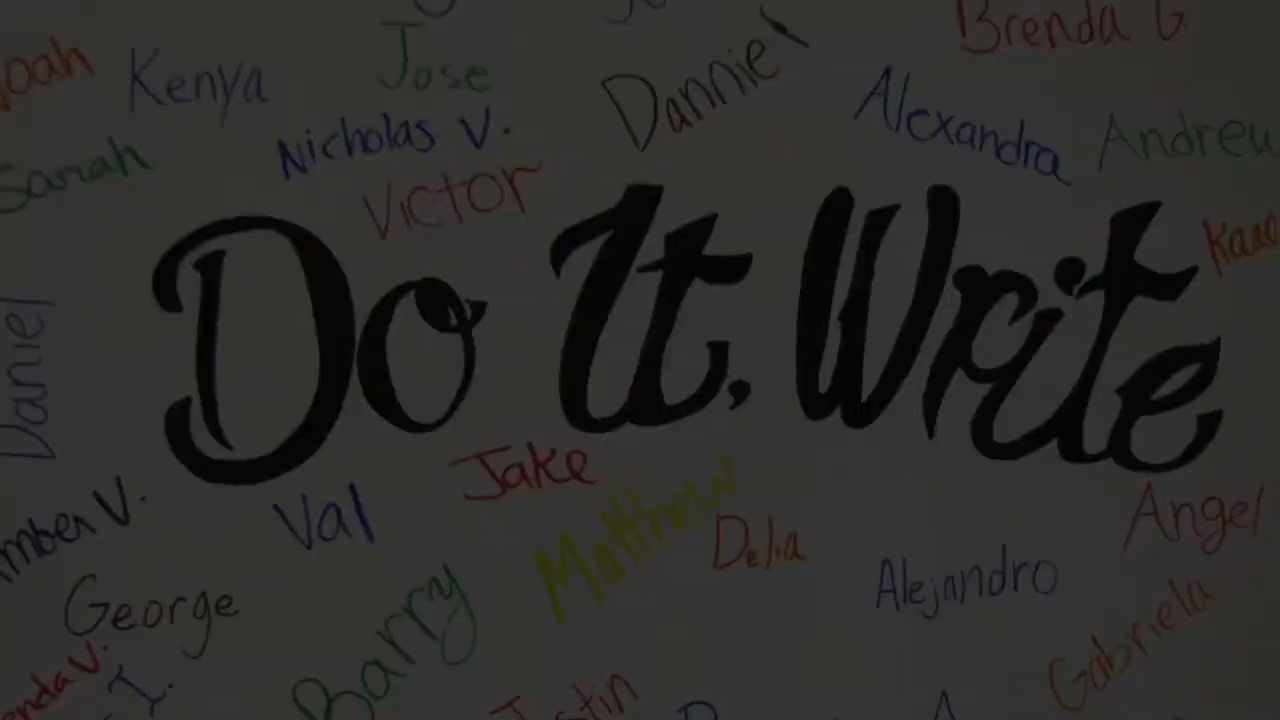 Brenda G
Jose
Danniel
Kenya
Alexandra
Andrew
Nicholas V.
Sarah
Victor
Do It. Write
Daniel
Jake
Val
Matthew
Delia
Angel
Alejandro
George
Barry
Gabriela